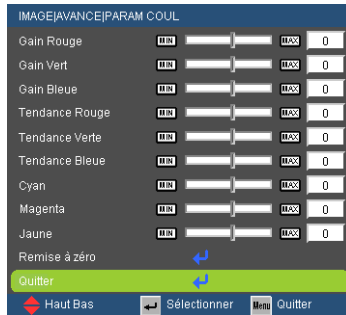 IMAGE|AVANCE|PARAM COUL
Gain Rouge MIN MAX 0
Gain Vert MIN MAX 0
Gain Bleue MIN MAX 0
Tendance Rouge MIN MAX 0
Tendance Verte MIN MAX 0
Tendance Bleue MIN MAX 0
Cyan MIN MAX 0
Magenta MIN MAX 0
Jaune MIN MAX 0
Remise à zéro
Quitter
Haut Bas Sélectionner Menu Quitter